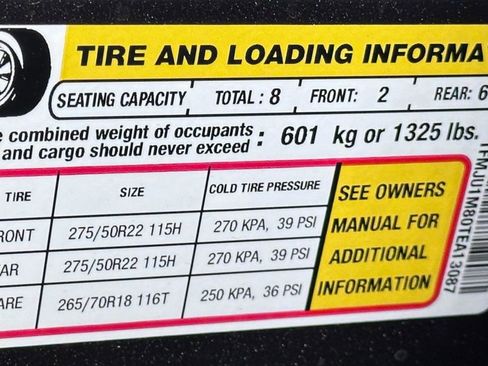 TIRE AND LOADING INFORMA
SEATING CAPACITY TOTAL : 8 FRONT: 2 REAR: 6
e combined weight of occupants
and cargo should never exceed : 601 kg or 1325 lbs.
TIRE SIZE COLD TIRE PRESSURE SEE OWNERS
RONT 275/50R22 115H 270 KPA, 39 PSI MANUAL FOR
AR 275/50R22 115H 270 KPA, 39 PSI ADDITIONAL
ARE 265/70R18 116T 250 KPA, 36 PSI INFORMATION